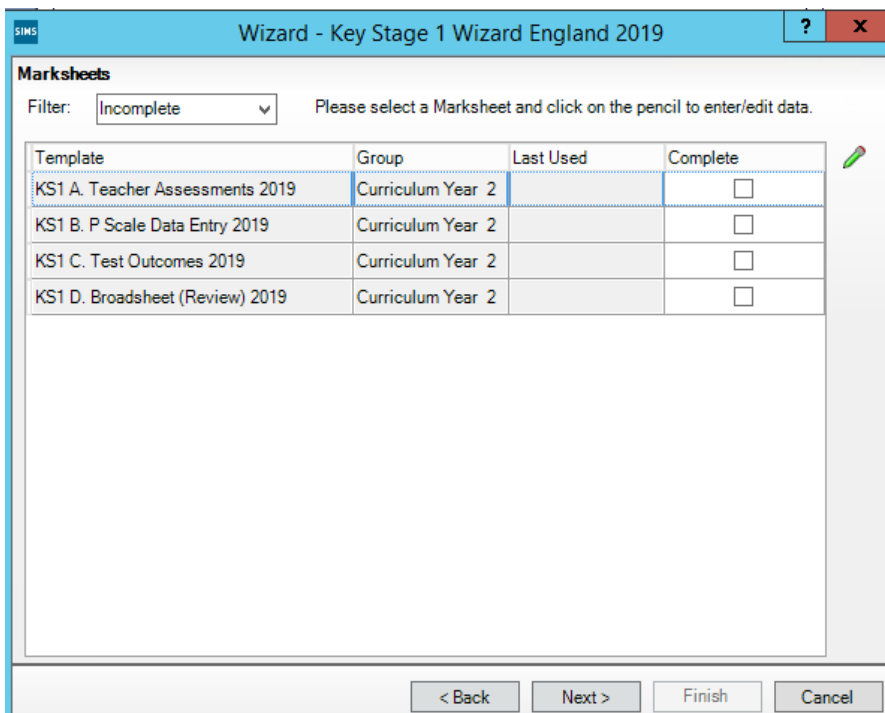 SIMS Wizard - Key Stage 1 Wizard England 2019 ? x
Marksheets
Filter: Incomplete Please select a Marksheet and click on the pencil to enter/edit data.
Template Group Last Used Complete
KS1 A. Teacher Assessments 2019 Curriculum Year 2
KS1 B. P Scale Data Entry 2019 Curriculum Year 2
KS1 C. Test Outcomes 2019 Curriculum Year 2
KS1 D. Broadsheet (Review) 2019 Curriculum Year 2
< Back Next > Finish Cancel